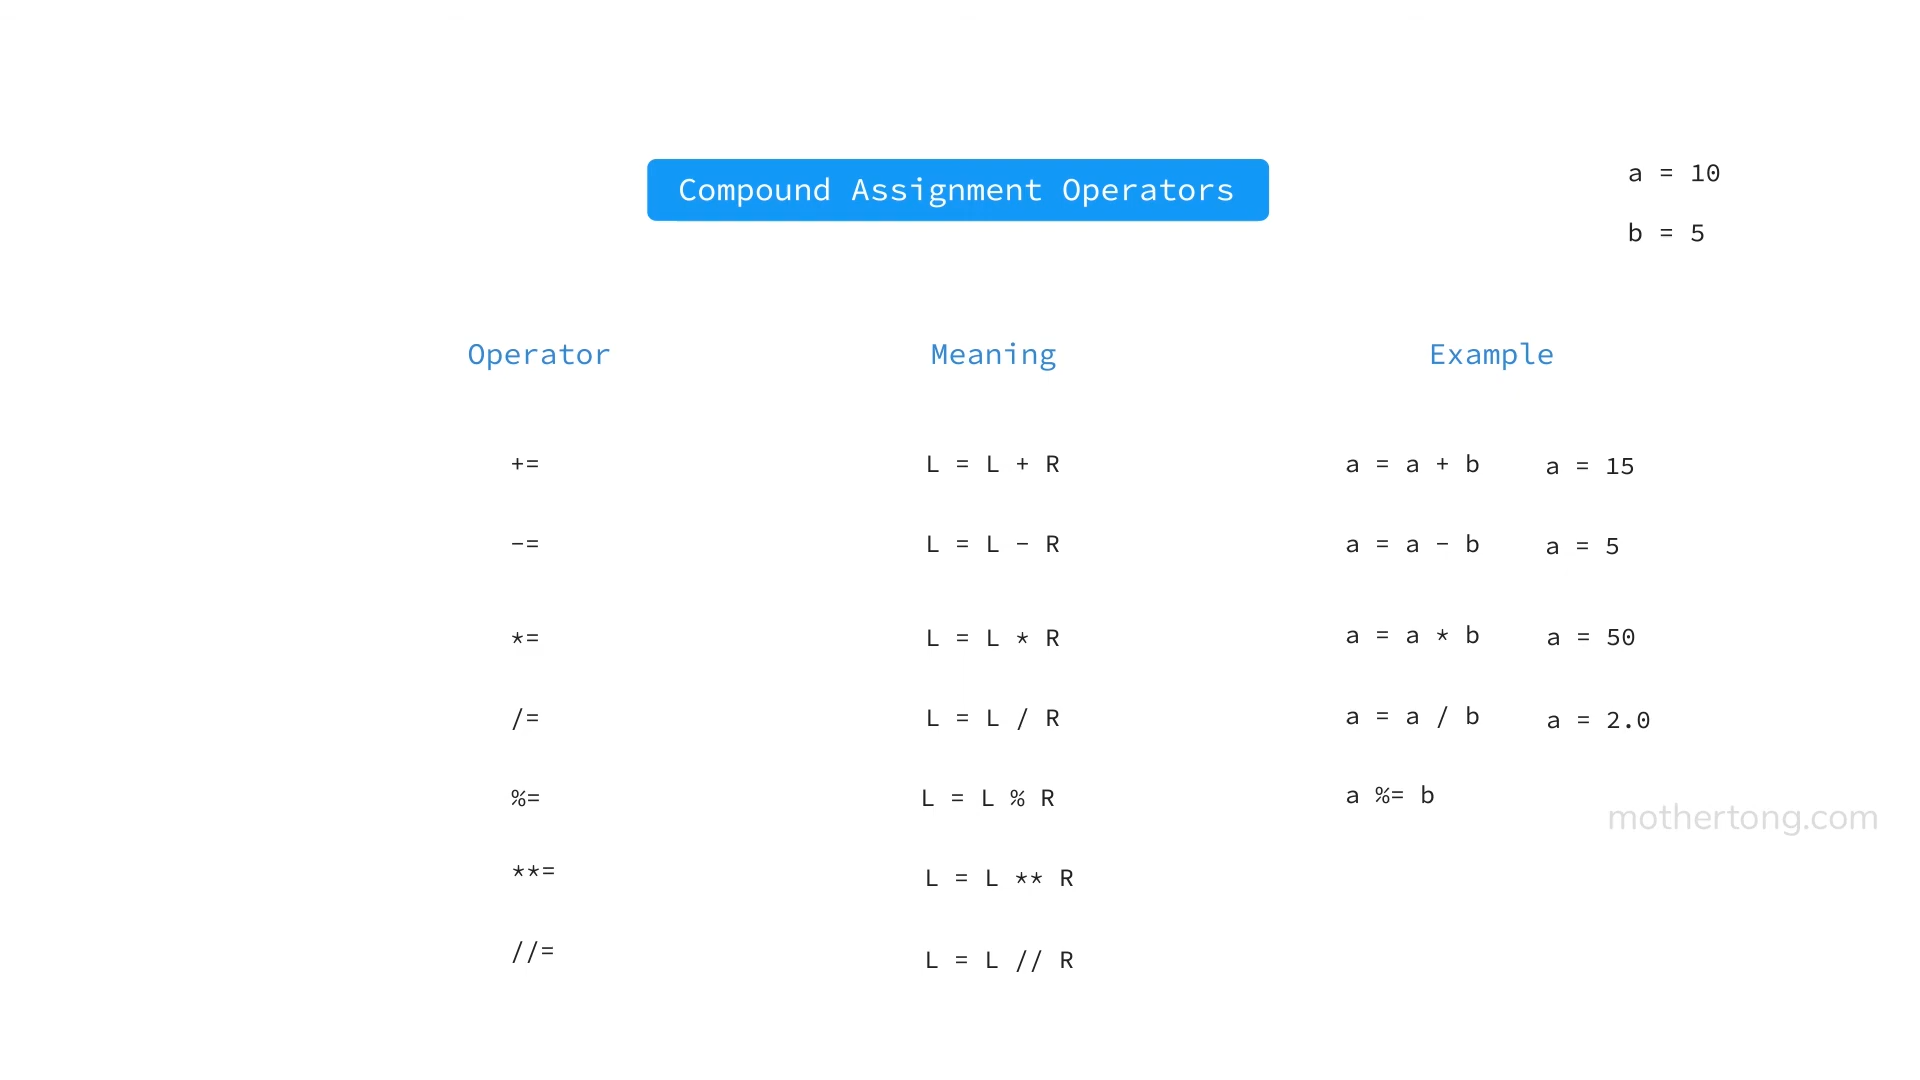 Compound Assignment Operators
a = 10
b = 5
Operator Meaning Example
+= L = L + R a = a + b a = 15
-= L = L - R a = a - b a = 5
*= L = L * R a = a * b a = 50
/= L = L / R a = a / b a = 2.0
%= L = L % R a %= b
mothertong.com
**= L = L ** R
//= L = L // R